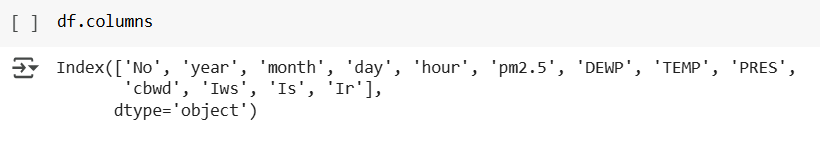 [ ] df.columns
Index(['No', 'year', 'month', 'day', 'hour', 'pm2.5', 'DEWP', 'TEMP', 'PRES',
'cbwd', 'Iws', 'Is', 'Ir'],
dtype='object')